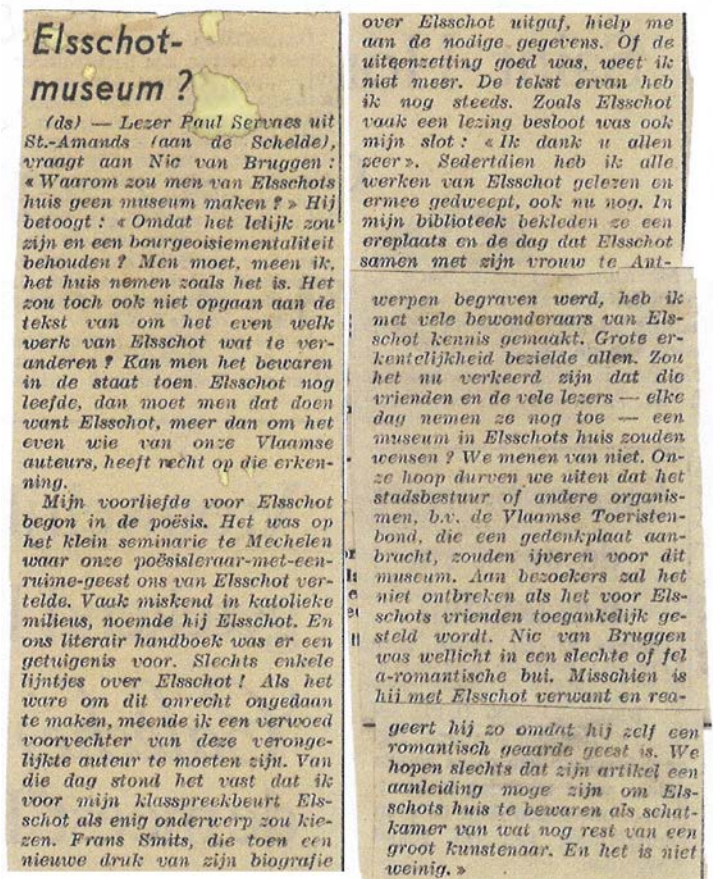 Elsschot-
museum ?
(ds) — Lezer Paul Servaes uit
St.-Amands (aan de Schelde),
vraagt aan Nic van Bruggen :
« Waarom zou men van Elsschots
huis geen museum maken ? » Hij
betoogt : « Omdat het lelijk zou
zijn en een bourgeoisiementaliteit
behouden ? Men moet, meen ik,
het huis nemen zoals het is. Het
zou toch ook niet opgaan aan de
tekst van om het even welk
werk van Elsschot wat te ver-
anderen ? Kan men het bewaren
in de staat toen Elsschot nog
leefde, dan moet men dat doen
want Elsschot, meer dan om het
even wie van onze Vlaamse
auteurs, heeft recht op die erken-
ning.
Mijn voorliefde voor Elsschot
begon in de poësis. Het was op
het klein seminarie te Mechelen
waar onze poësisleraar-met-een-
ruime-geest ons van Elsschot ver-
telde. Vaak miskend in katolieke
milieus, noemde hij Elsschot. En
ons literair handboek was er een
getuigenis voor. Slechts enkele
lijntjes over Elsschot ! Als het
ware om dit onrecht ongedaan
te maken, meende ik een verwoed
voorvechter van deze veronge-
lijkte auteur te moeten zijn. Van
die dag stond het vast dat ik
voor mijn klasspreekbeurt Els-
schot als enig onderwerp zou kie-
zen. Frans Smits, die toen een
nieuwe druk van zijn biografie
over Elsschot uitgaf, hielp me
aan de nodige gegevens. Of de
uiteenzetting goed was, weet ik
niet meer. De tekst ervan heb
ik nog steeds. Zoals Elsschot
vaak een lezing besloot was ook
mijn slot : « Ik dank u allen
zeer ». Sedertdien heb ik alle
werken van Elsschot gelezen en
ermee gedweept, ook nu nog. In
mijn biblioteek bekleden ze een
ereplaats en de dag dat Elsschot
samen met zijn vrouw te Ant-
werpen begraven werd, heb ik
met vele bewonderaars van Els-
schot kennis gemaakt. Grote er-
kentelijkheid bezielde allen. Zou
het nu verkeerd zijn dat die
vrienden en de vele lezers — elke
dag nemen ze nog toe — een
museum in Elsschots huis zouden
wensen ? We menen van niet. On-
ze hoop durven we uiten dat het
stadsbestuur of andere organis-
men, b.v. de Vlaamse Toeristen-
bond, die een gedenkplaat aan-
bracht, zouden ijveren voor dit
museum. Aan bezoekers zal het
niet ontbreken als het voor Els-
schots vrienden toegankelijk ge-
steld wordt. Nic van Bruggen
was wellicht in een slechte of fel
a-romantische bui. Misschien is
hij met Elsschot verwant en rea-
geert hij zo omdat hij zelf een
romantisch geaarde geest is. We
hopen slechts dat zijn artikel een
aanleiding moge zijn om Els-
schots huis te bewaren als schat-
kamer van wat nog rest van een
groot kunstenaar. En het is niet
weinig. »